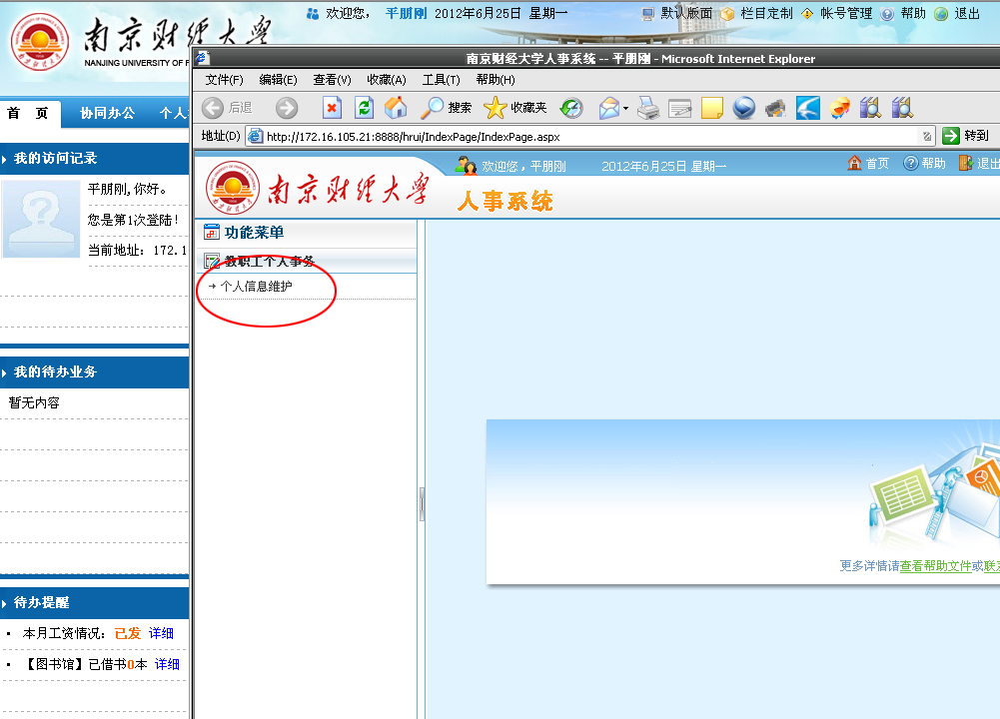 南京财经大学
NANJING UNIVERSITY OF F
欢迎您， 平朋刚 2012年6月25日 星期一
默认版面 栏目定制 帐号管理 帮助 退出
首 页 协同办公 个人
我的访问记录
平朋刚,你好。
您是第1次登陆！
当前地址：172.1
我的待办业务
暂无内容
待办提醒
本月工资情况：已发 详细
【图书馆】已借书0本 详细
南京财经大学人事系统 -- 平朋刚 - Microsoft Internet Explorer
文件(F) 编辑(E) 查看(V) 收藏(A) 工具(T) 帮助(H)
后退 搜索 收藏夹
地址(D) http://172.16.105.21:8888/hrui/IndexPage/IndexPage.aspx 转到
南京财经大学
欢迎您，平朋刚 2012年6月25日 星期一
首页 帮助 退出
人事系统
功能菜单
教职工个人事务
个人信息维护
更多详情请查看帮助文件或联系